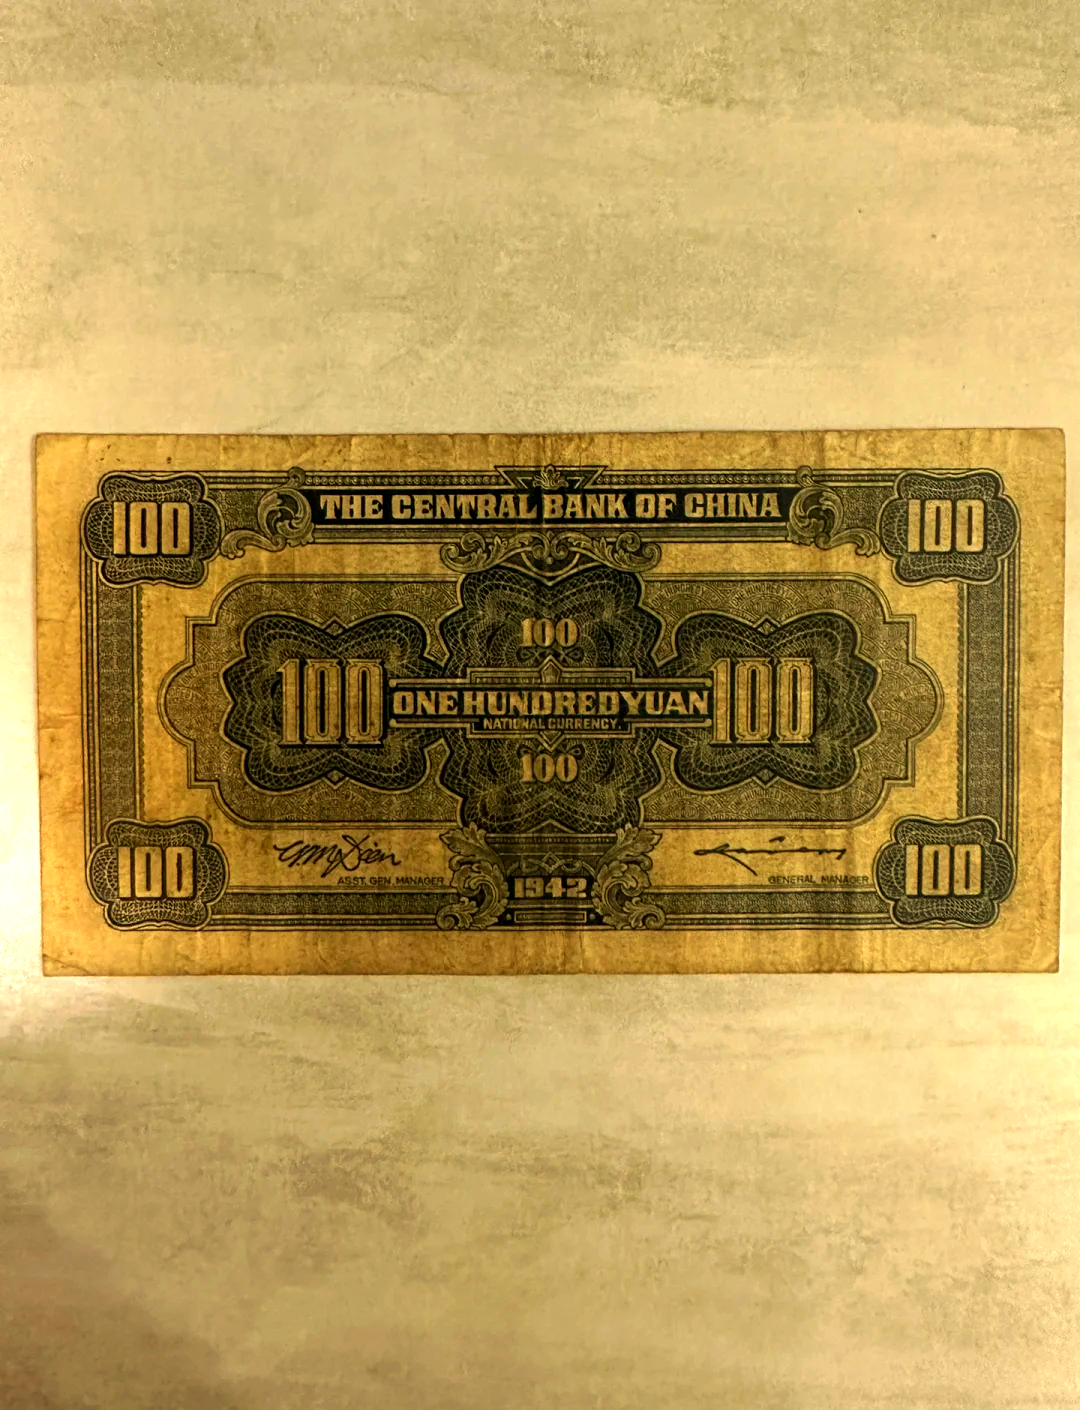 THE CENTRAL BANK OF CHINA
100 100
100
100 ONE HUNDRED YUAN 100
NATIONAL CURRENCY.
100
ASST. GEN. MANAGER GENERAL MANAGER
100 1942 100